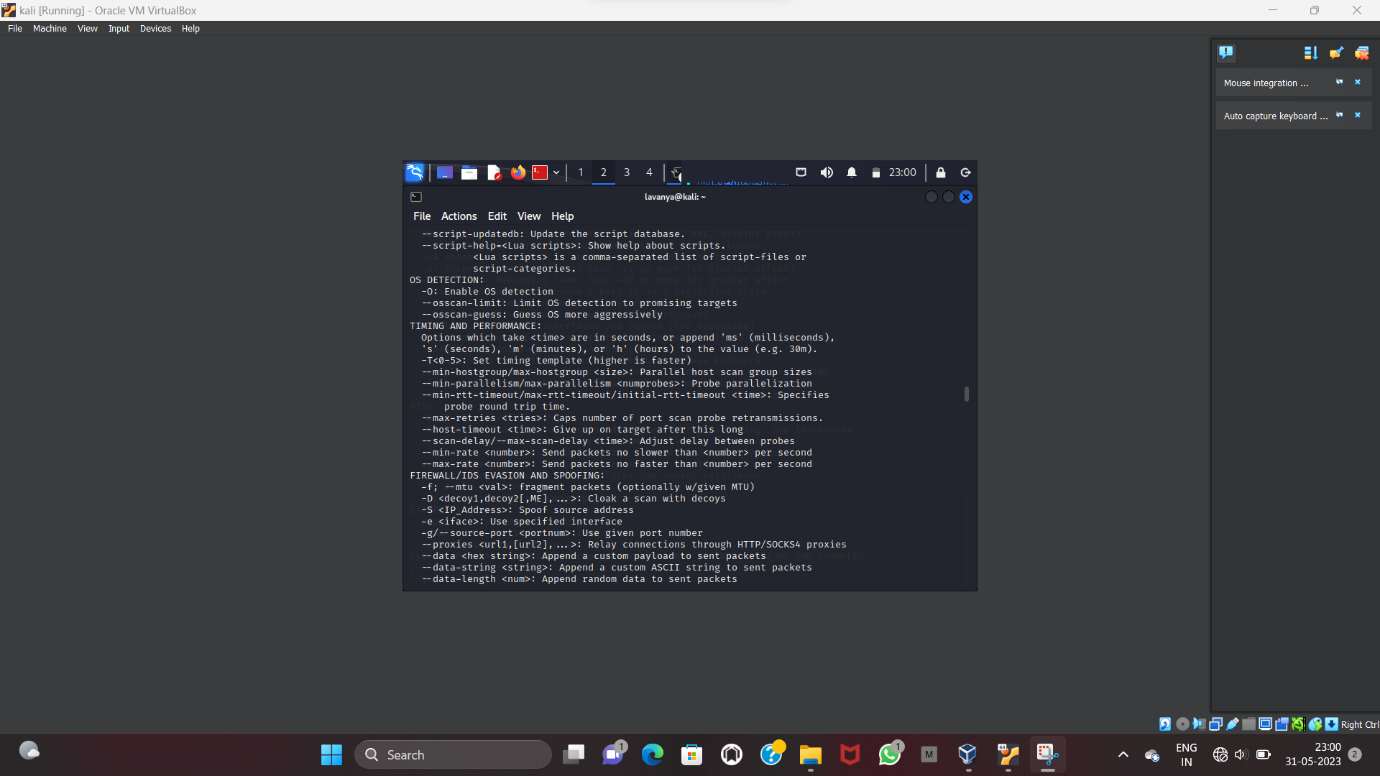 kali [Running] - Oracle VM VirtualBox
File Machine View Input Devices Help
Mouse integration ...
Auto capture keyboard ...
1 2 3 4 23:00
lavanya@kali: ~
File Actions Edit View Help
--script-updatedb: Update the script database.
--script-help=<Lua scripts>: Show help about scripts.
<Lua scripts> is a comma-separated list of script-files or
script-categories.
OS DETECTION:
-O: Enable OS detection
--osscan-limit: Limit OS detection to promising targets
--osscan-guess: Guess OS more aggressively
TIMING AND PERFORMANCE:
Options which take <time> are in seconds, or append 'ms' (milliseconds),
's' (seconds), 'm' (minutes), or 'h' (hours) to the value (e.g. 30m).
-T<0-5>: Set timing template (higher is faster)
--min-hostgroup/max-hostgroup <size>: Parallel host scan group sizes
--min-parallelism/max-parallelism <numprobes>: Probe parallelization
--min-rtt-timeout/max-rtt-timeout/initial-rtt-timeout <time>: Specifies
probe round trip time.
--max-retries <tries>: Caps number of port scan probe retransmissions.
--host-timeout <time>: Give up on target after this long
--scan-delay/--max-scan-delay <time>: Adjust delay between probes
--min-rate <number>: Send packets no slower than <number> per second
--max-rate <number>: Send packets no faster than <number> per second
FIREWALL/IDS EVASION AND SPOOFING:
-f; --mtu <val>: fragment packets (optionally w/given MTU)
-D <decoy1,decoy2[,ME],...>: Cloak a scan with decoys
-S <IP_Address>: Spoof source address
-e <iface>: Use specified interface
-g/--source-port <portnum>: Use given port number
--proxies <url1,[url2],...>: Relay connections through HTTP/SOCKS4 proxies
--data <hex string>: Append a custom payload to sent packets
--data-string <string>: Append a custom ASCII string to sent packets
--data-length <num>: Append random data to sent packets
Right Ctrl
Search
1
1
M
ENG
IN
23:00
31-05-2023
2